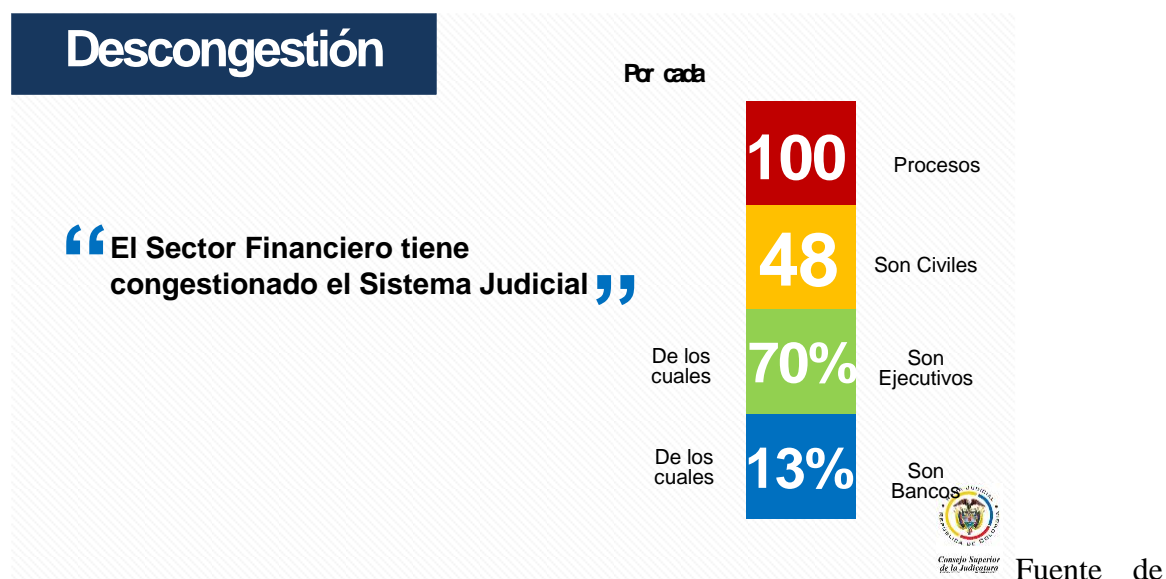 Descongestión
Por cada
100
Procesos
“El Sector Financiero tiene
congestionado el Sistema Judicial”
48
Son Civiles
De los
cuales
70%
Son
Ejecutivos
De los
cuales
13%
Son
Bancos
Consejo Superior
de la Judicatura
Fuente de